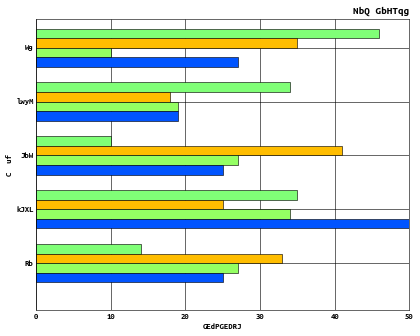 NbQ GbHTqg
Wg
lwyM
JbW
kJXL
Rb
C uf
0 10 20 30 40 50
GEdPGEDRJ